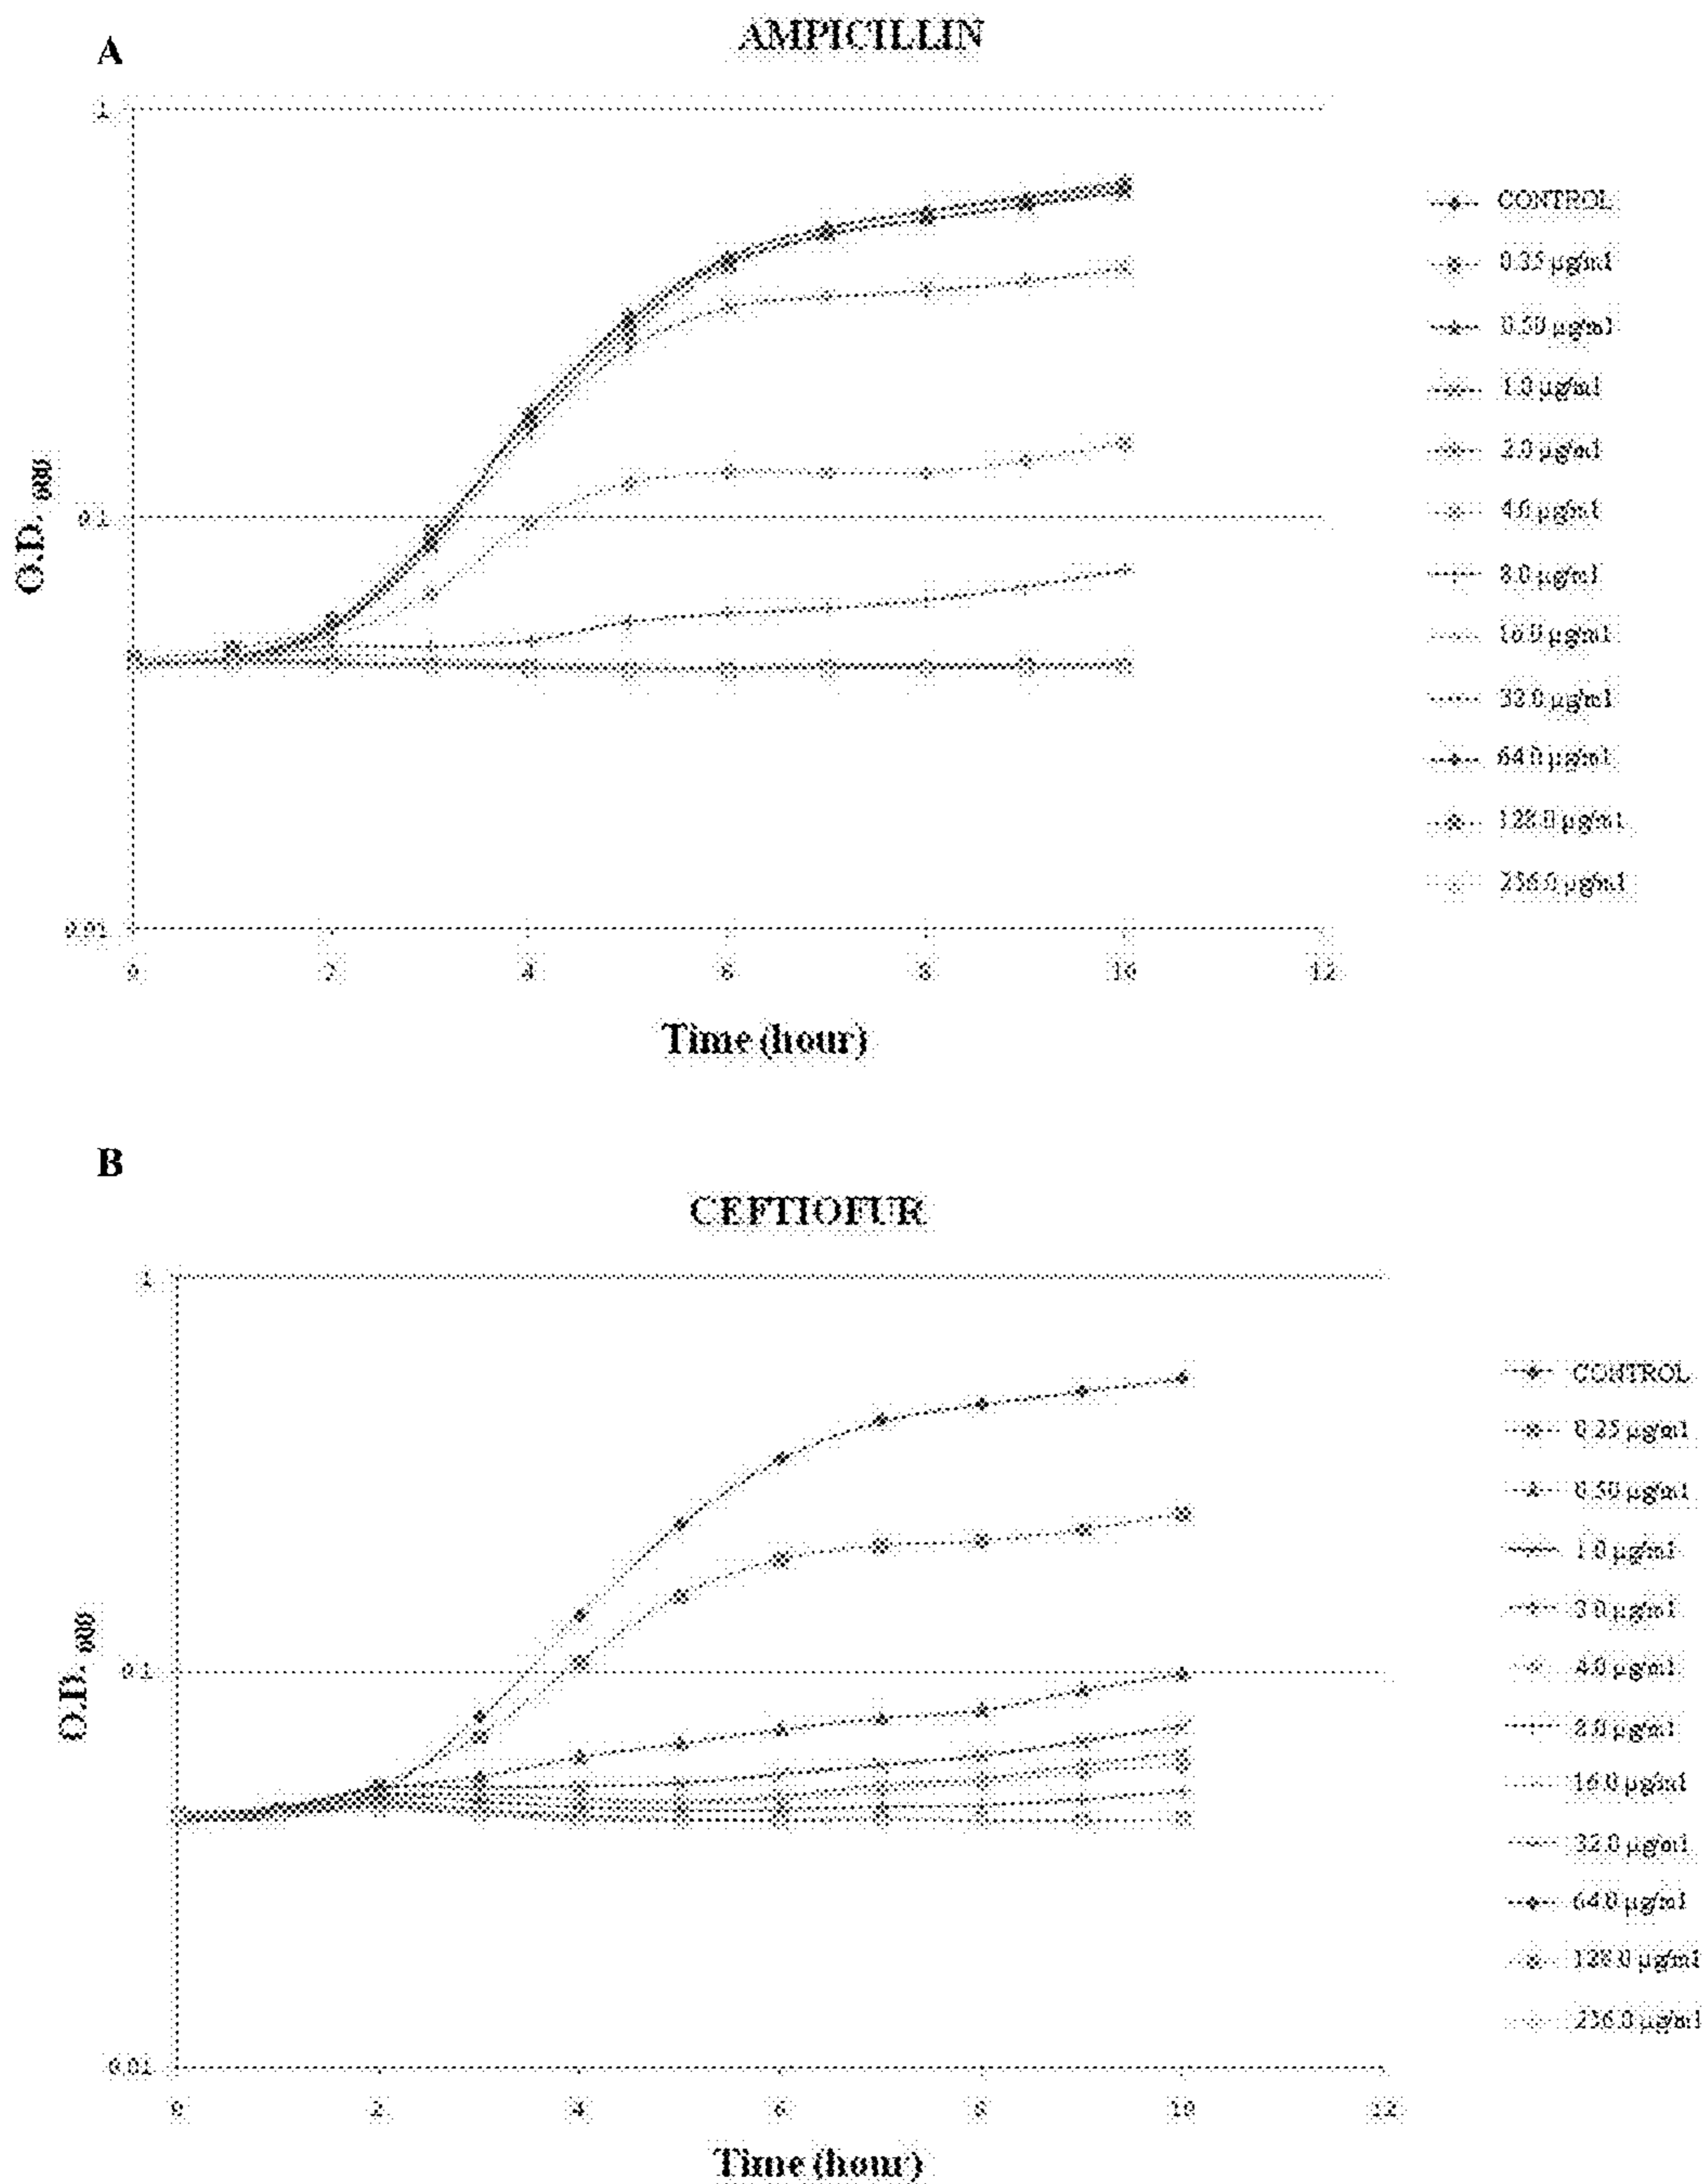 A
AMPICILLIN
1
0.1
0.01
O.D. 600
0
2
4
6
8
10
12
Time (hour)
CONTROL
0.35 µg/ml
0.50 µg/ml
1.0 µg/ml
2.0 µg/ml
4.0 µg/ml
8.0 µg/ml
16.0 µg/ml
32.0 µg/ml
64.0 µg/ml
128.0 µg/ml
256.0 µg/ml
B
CEFTIOFUR
1
0.1
0.01
O.D. 600
0
2
4
6
8
10
12
Time (hour)
CONTROL
0.25 µg/ml
0.50 µg/ml
1.0 µg/ml
µg/ml
4.0 µg/ml
8.0 µg/ml
16.0 µg/ml
32.0 µg/ml
64.0 µg/ml
128.0 µg/ml
256.0 µg/ml